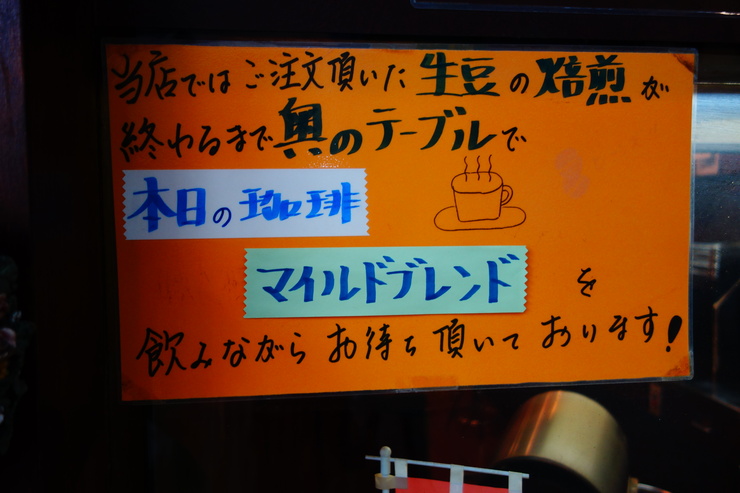 当店ではご注文頂いた生豆の焙煎が
終わるまで奥のテーブルで
本日の珈琲
マイルドブレンド を
飲みながらお待ち頂いております!